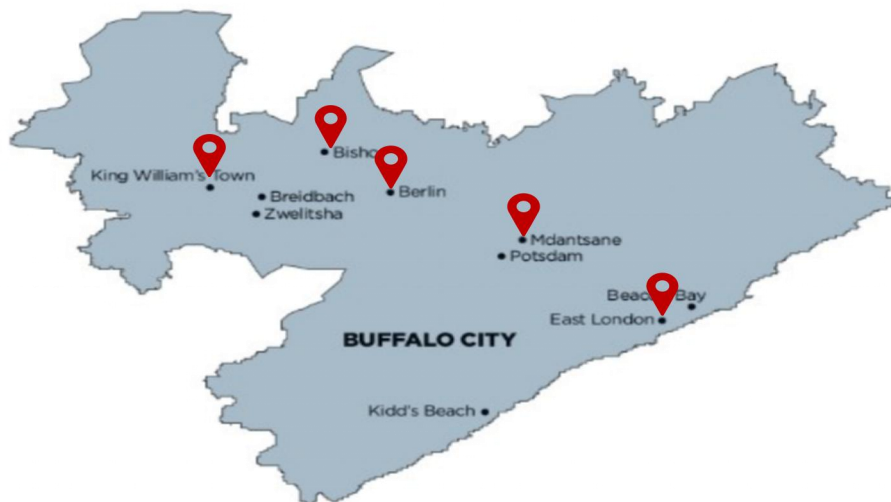 Bisho
King William's Town
Berlin
Breidbach
Zwelitsha
Mdantsane
Potsdam
Bay
East London
BUFFALO CITY
Kidd's Beach